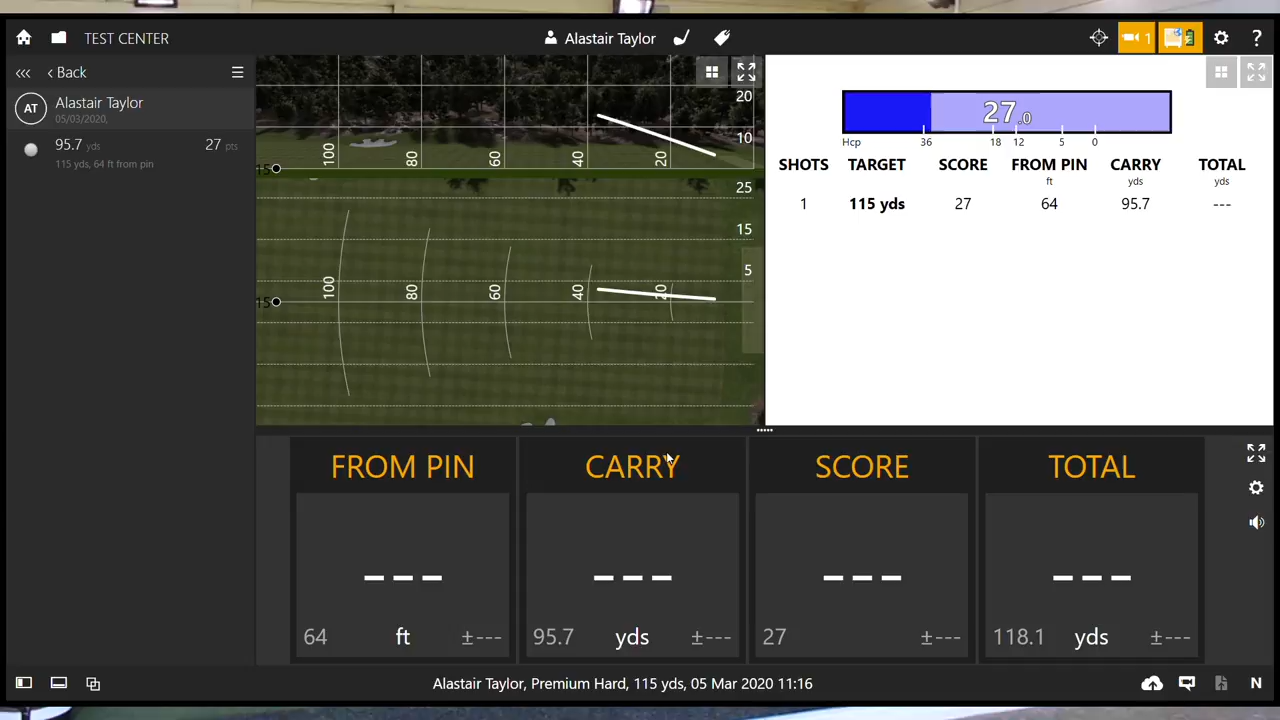 TEST CENTER
Alastair Taylor
1
?
Back
AT
Alastair Taylor
05/03/2020,
95.7 yds
27 pts
115 yds, 64 ft from pin
20
10
100
80
60
40
20
15
25
15
5
100
80
60
40
20
15
27.0
Hcp 36 18 12 5 0
SHOTS TARGET SCORE FROM PIN CARRY TOTAL
ft yds yds
1 115 yds 27 64 95.7 ---
FROM PIN CARRY SCORE TOTAL
--- --- --- ---
64 ft ±--- 95.7 yds ±--- 27 ±--- 118.1 yds ±---
Alastair Taylor, Premium Hard, 115 yds, 05 Mar 2020 11:16
N